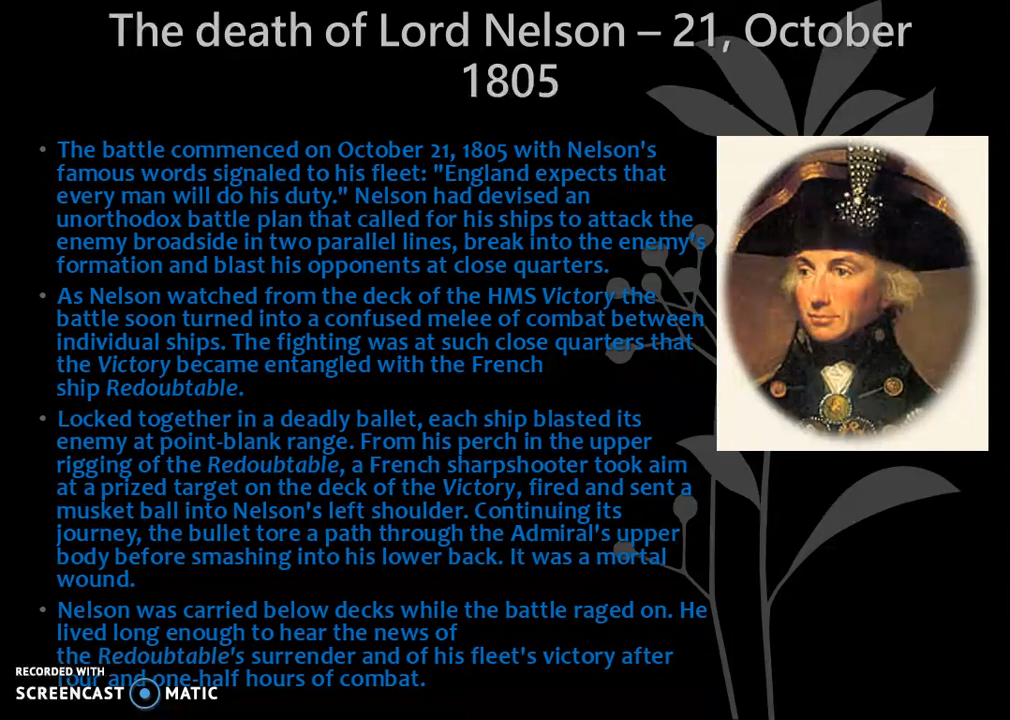 The death of Lord Nelson – 21, October
1805
• The battle commenced on October 21, 1805 with Nelson's
famous words signaled to his fleet: "England expects that
every man will do his duty." Nelson had devised an
unorthodox battle plan that called for his ships to attack the
enemy broadside in two parallel lines, break into the enemy's
formation and blast his opponents at close quarters.
• As Nelson watched from the deck of the HMS Victory the
battle soon turned into a confused melee of combat between
individual ships. The fighting was at such close quarters that
the Victory became entangled with the French
ship Redoubtable.
• Locked together in a deadly ballet, each ship blasted its
enemy at point-blank range. From his perch in the upper
rigging of the Redoubtable, a French sharpshooter took aim
at a prized target on the deck of the Victory, fired and sent a
musket ball into Nelson's left shoulder. Continuing its
journey, the bullet tore a path through the Admiral's upper
body before smashing into his lower back. It was a mortal
wound.
• Nelson was carried below decks while the battle raged on. He
lived long enough to hear the news of
the Redoubtable's surrender and of his fleet's victory after
four and one-half hours of combat.
RECORDED WITH
SCREENCAST MATIC